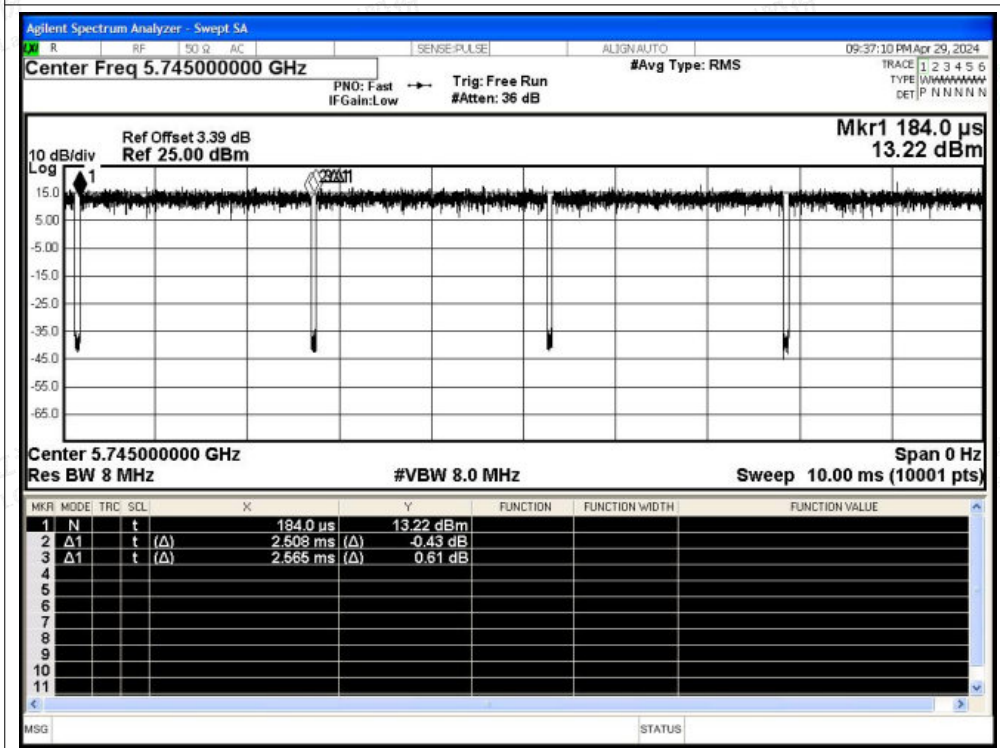 Agilent Spectrum Analyzer - Swept SA
LXI R RF 50 Ω AC SENSE:PULSE ALIGNAUTO 09:37:10 PM Apr 29, 2024
Center Freq 5.745000000 GHz #Avg Type: RMS TRACE 1 2 3 4 5 6
PNO: Fast Trig: Free Run TYPE WWWWWW
IFGain:Low #Atten: 36 dB DET P N N N N N
Mkr1 184.0 µs
Ref Offset 3.39 dB
10 dB/div Ref 25.00 dBm 13.22 dBm
Log
1
15.0
5.00
-5.00
-15.0
-25.0
-35.0
-45.0
-55.0
-65.0
Center 5.745000000 GHz Span 0 Hz
Res BW 8 MHz #VBW 8.0 MHz Sweep 10.00 ms (10001 pts)
MKR MODE TRC SCL X Y FUNCTION FUNCTION WIDTH FUNCTION VALUE
1 N t 184.0 µs 13.22 dBm
2 Δ1 t (Δ) 2.508 ms (Δ) -0.43 dB
3 Δ1 t (Δ) 2.565 ms (Δ) 0.61 dB
4
5
6
7
8
9
10
11
MSG STATUS